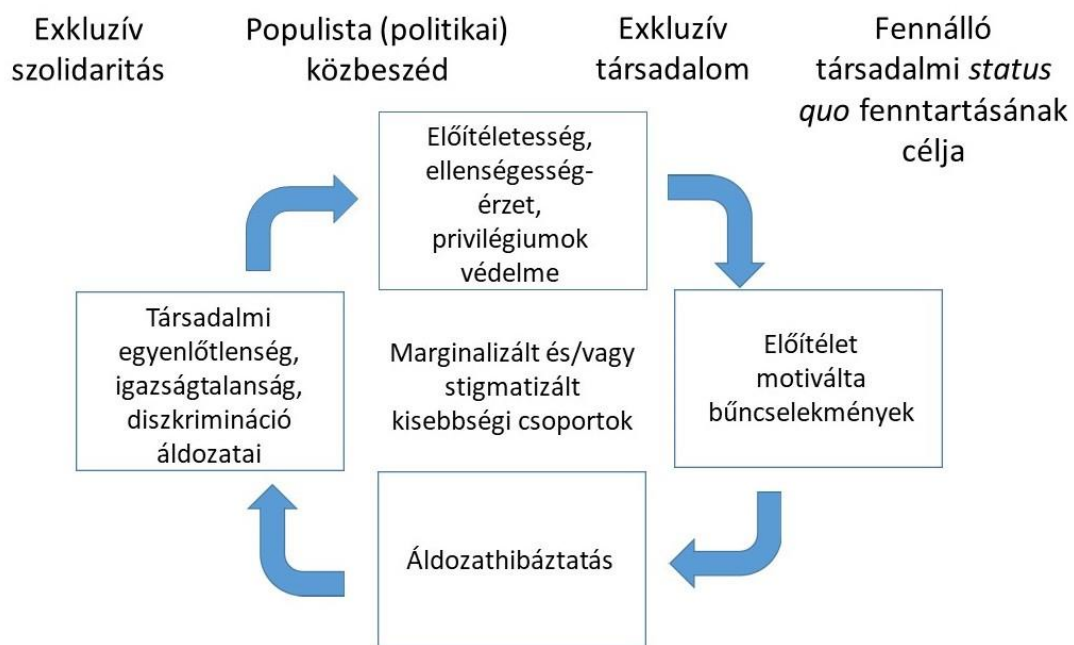 Exkluzív
szolidaritás
Populista (politikai)
közbeszéd
Exkluzív
társadalom
Fennálló
társadalmi status
quo fenntartásának
célja
Előítéletesség,
ellenségesség-
érzet,
privilégiumok
védelme
Társadalmi
egyenlőtlenség,
igazságtalanság,
diszkrimináció
áldozatai
Marginalizált és/vagy
stigmatizált
kisebbségi csoportok
Előítélet
motiválta
bűncselekmények
Áldozathibáztatás